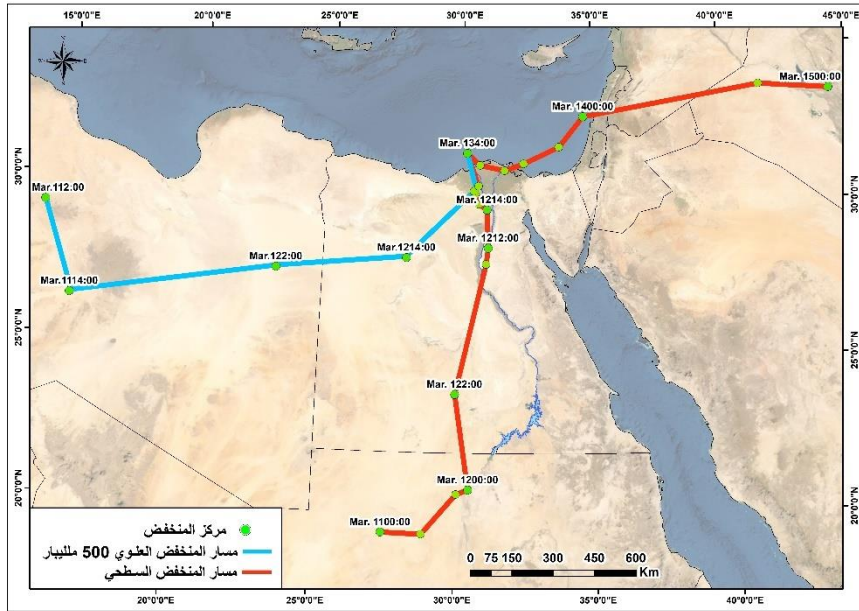 15°0'0"E 20°0'0"E 25°0'0"E 30°0'0"E 35°0'0"E 40°0'0"E 45°0'0"E
Mar. 1500:00
Mar. 1400:00
Mar. 134:00
30°0'0"N
30°0'0"N
Mar.112:00
Mar. 1214:00
Mar. 1212:00
Mar.1214:00
Mar.122:00
Mar.1114:00
25°0'0"N
25°0'0"N
Mar. 122:00
Mar. 1200:00
20°0'0"N
20°0'0"N
Mar. 1100:00
مركز المنخفض
مسار المنخفض العلوي 500 ملليبار
مسار المنخفض السطحي
0 75 150 300 450 600
Km
20°0'0"E 25°0'0"E 30°0'0"E 35°0'0"E 40°0'0"E